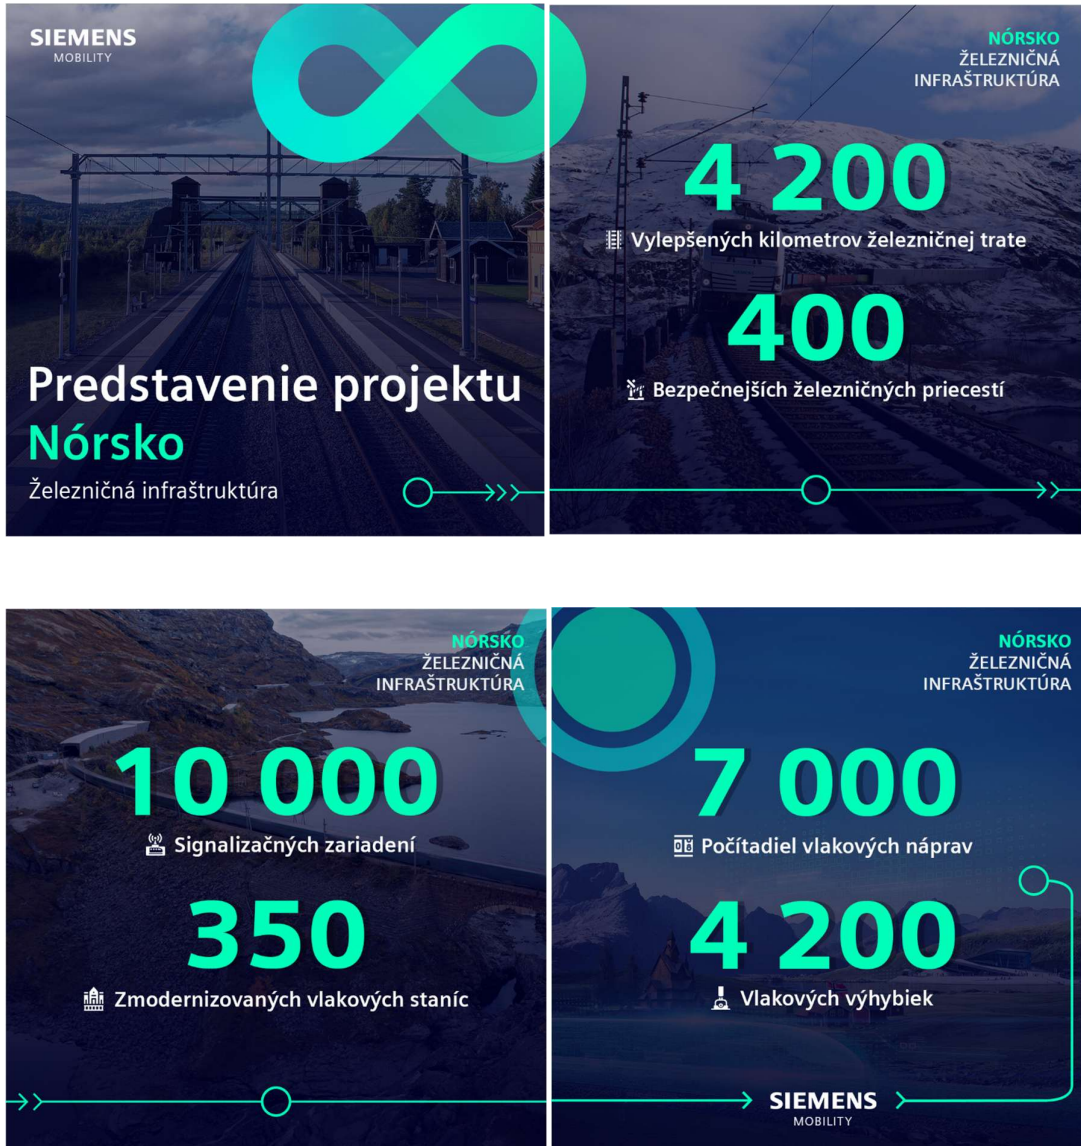 SIEMENS
MOBILITY
Predstavenie projektu
Nórsko
Železničná infraštruktúra
NÓRSKO
ŽELEZNIČNÁ
INFRAŠTRUKTÚRA
4 200
Vylepšených kilometrov železničnej trate
400
Bezpečnejších železničných priecestí
NÓRSKO
ŽELEZNIČNÁ
INFRAŠTRUKTÚRA
10 000
Signalizačných zariadení
350
Zmodernizovaných vlakových staníc
NÓRSKO
ŽELEZNIČNÁ
INFRAŠTRUKTÚRA
7 000
Počítadiel vlakových náprav
4 200
Vlakových výhybiek
SIEMENS
MOBILITY